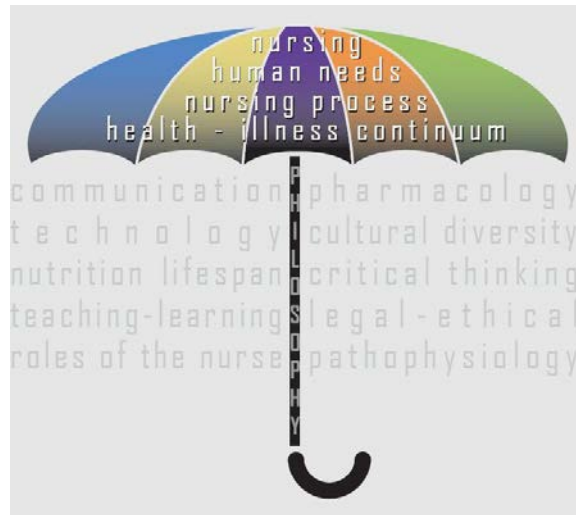 nursing
human needs
nursing process
health - illness continuum
PHILOSOPHY
communication pharmacology
technology cultural diversity
nutrition lifespan critical thinking
teaching-learning legal-ethical
roles of the nurse pathophysiology